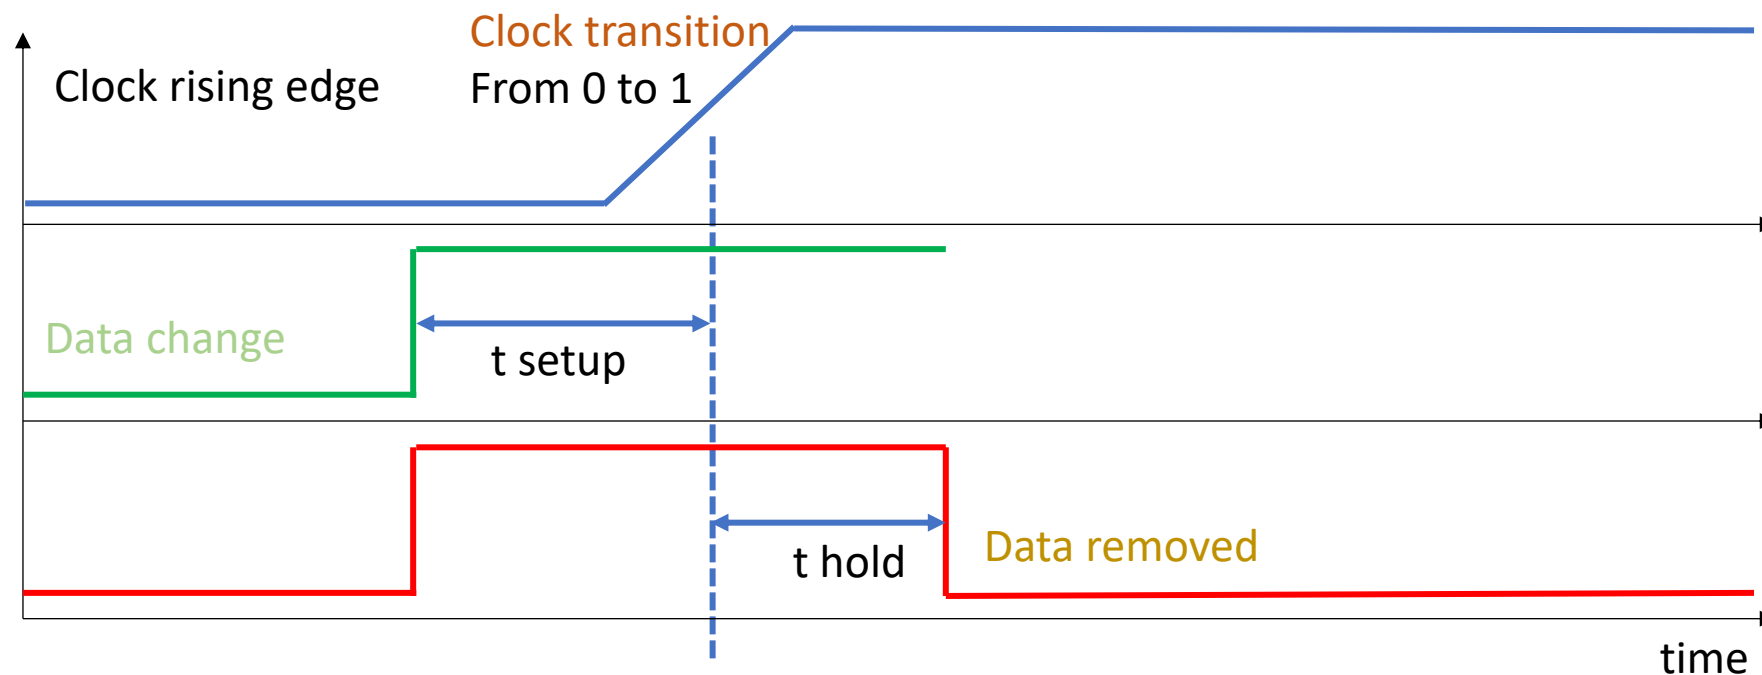 Clock transition
Clock rising edge
From 0 to 1
Data change
t setup
t hold
Data removed
time